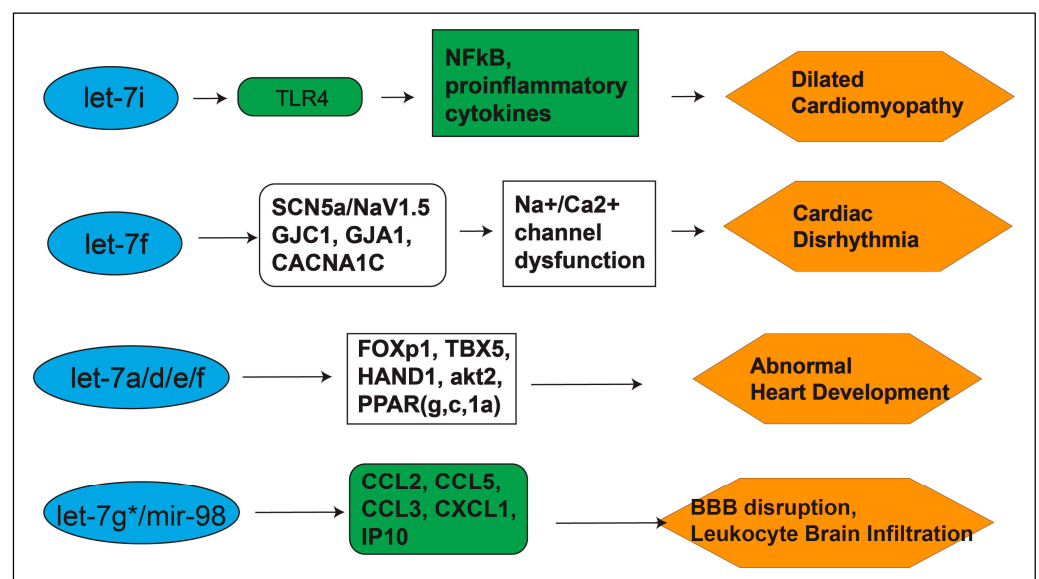 let-7i
TLR4
NFkB,
proinflammatory
cytokines
Dilated
Cardiomyopathy
let-7f
SCN5a/NaV1.5
GJC1, GJA1,
CACNA1C
Na+/Ca2+
channel
dysfunction
Cardiac
Disrhythmia
let-7a/d/e/f
FOXp1, TBX5,
HAND1, akt2,
PPAR(g,c,1a)
Abnormal
Heart Development
let-7g*/mir-98
CCL2, CCL5,
CCL3, CXCL1,
IP10
BBB disruption,
Leukocyte Brain Infiltration